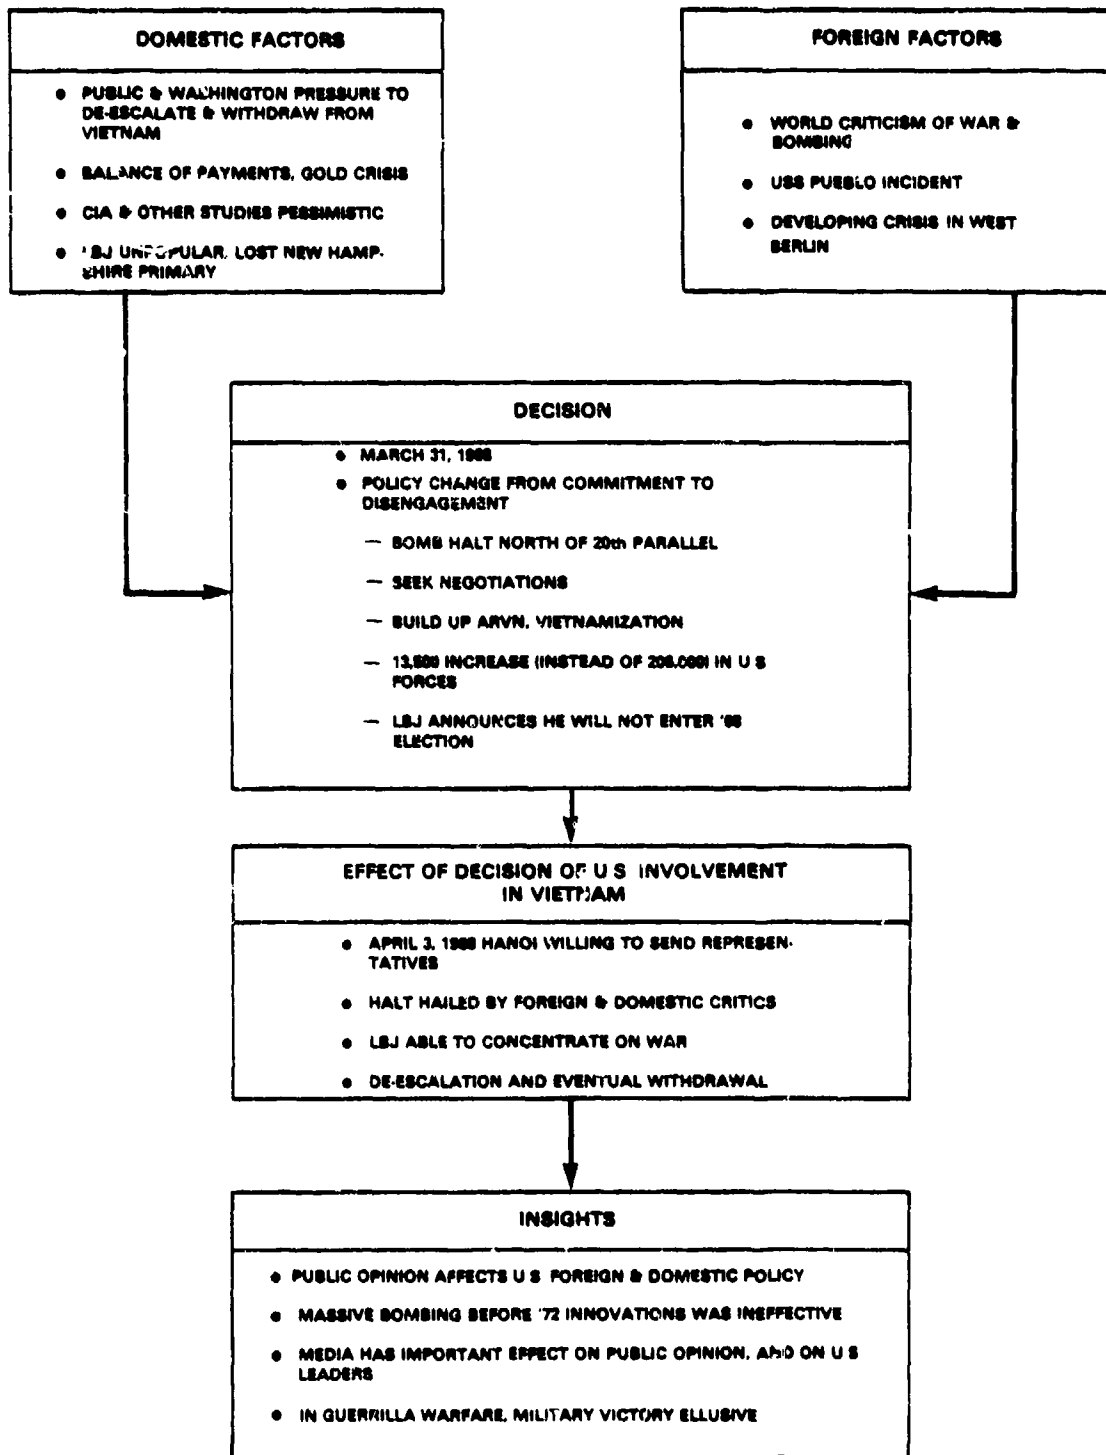 DOMESTIC FACTORS
● PUBLIC & WASHINGTON PRESSURE TO
DE-ESCALATE & WITHDRAW FROM
VIETNAM
● BALANCE OF PAYMENTS, GOLD CRISIS
● CIA & OTHER STUDIES PESSIMISTIC
● LBJ UNPOPULAR, LOST NEW HAMP-
SHIRE PRIMARY
FOREIGN FACTORS
● WORLD CRITICISM OF WAR &
BOMBING
● USS PUEBLO INCIDENT
● DEVELOPING CRISIS IN WEST
BERLIN
DECISION
● MARCH 31, 1968
● POLICY CHANGE FROM COMMITMENT TO
DISENGAGEMENT
— BOMB HALT NORTH OF 20th PARALLEL
— SEEK NEGOTIATIONS
— BUILD UP ARVN, VIETNAMIZATION
— 13,500 INCREASE (INSTEAD OF 206,000) IN U S
FORCES
— LBJ ANNOUNCES HE WILL NOT ENTER '68
ELECTION
EFFECT OF DECISION OF U S INVOLVEMENT
IN VIETNAM
● APRIL 3, 1968 HANOI WILLING TO SEND REPRESEN-
TATIVES
● HALT HAILED BY FOREIGN & DOMESTIC CRITICS
● LBJ ABLE TO CONCENTRATE ON WAR
● DE-ESCALATION AND EVENTUAL WITHDRAWAL
INSIGHTS
● PUBLIC OPINION AFFECTS U S FOREIGN & DOMESTIC POLICY
● MASSIVE BOMBING BEFORE '72 INNOVATIONS WAS INEFFECTIVE
● MEDIA HAS IMPORTANT EFFECT ON PUBLIC OPINION, AND ON U S
LEADERS
● IN GUERRILLA WARFARE, MILITARY VICTORY ELLUSIVE